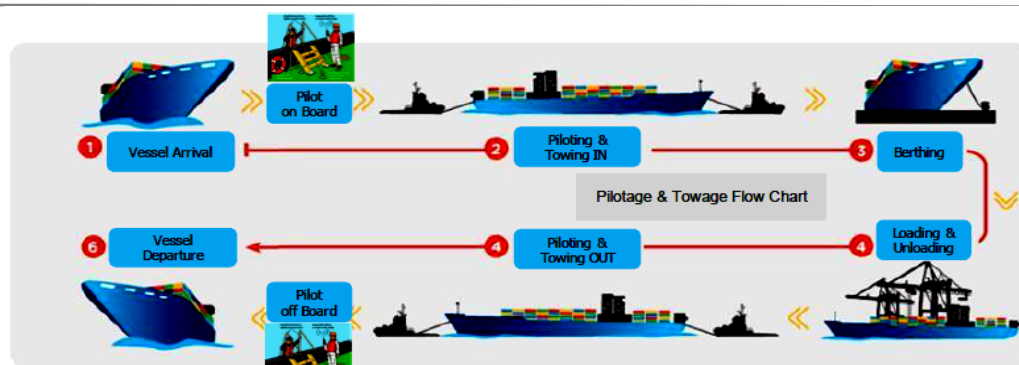 Pilot
on Board
1
Vessel Arrival
2
Piloting &
Towing IN
3
Berthing
Pilotage & Towage Flow Chart
6
Vessel
Departure
4
Piloting &
Towing OUT
4
Loading &
Unloading
Pilot
off Board